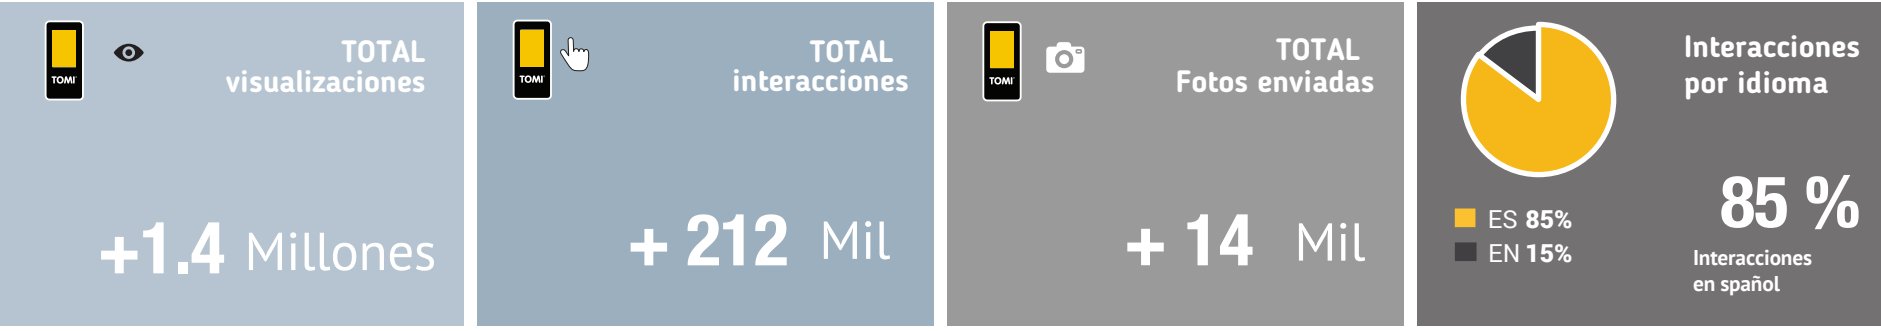 TOMI
TOTAL
visualizaciones
+1.4 Millones
TOMI
TOTAL
interacciones
+ 212 Mil
TOMI
TOTAL
Fotos enviadas
+ 14 Mil
Interacciones
por idioma
ES 85%
EN 15%
85 %
Interacciones
en spañol